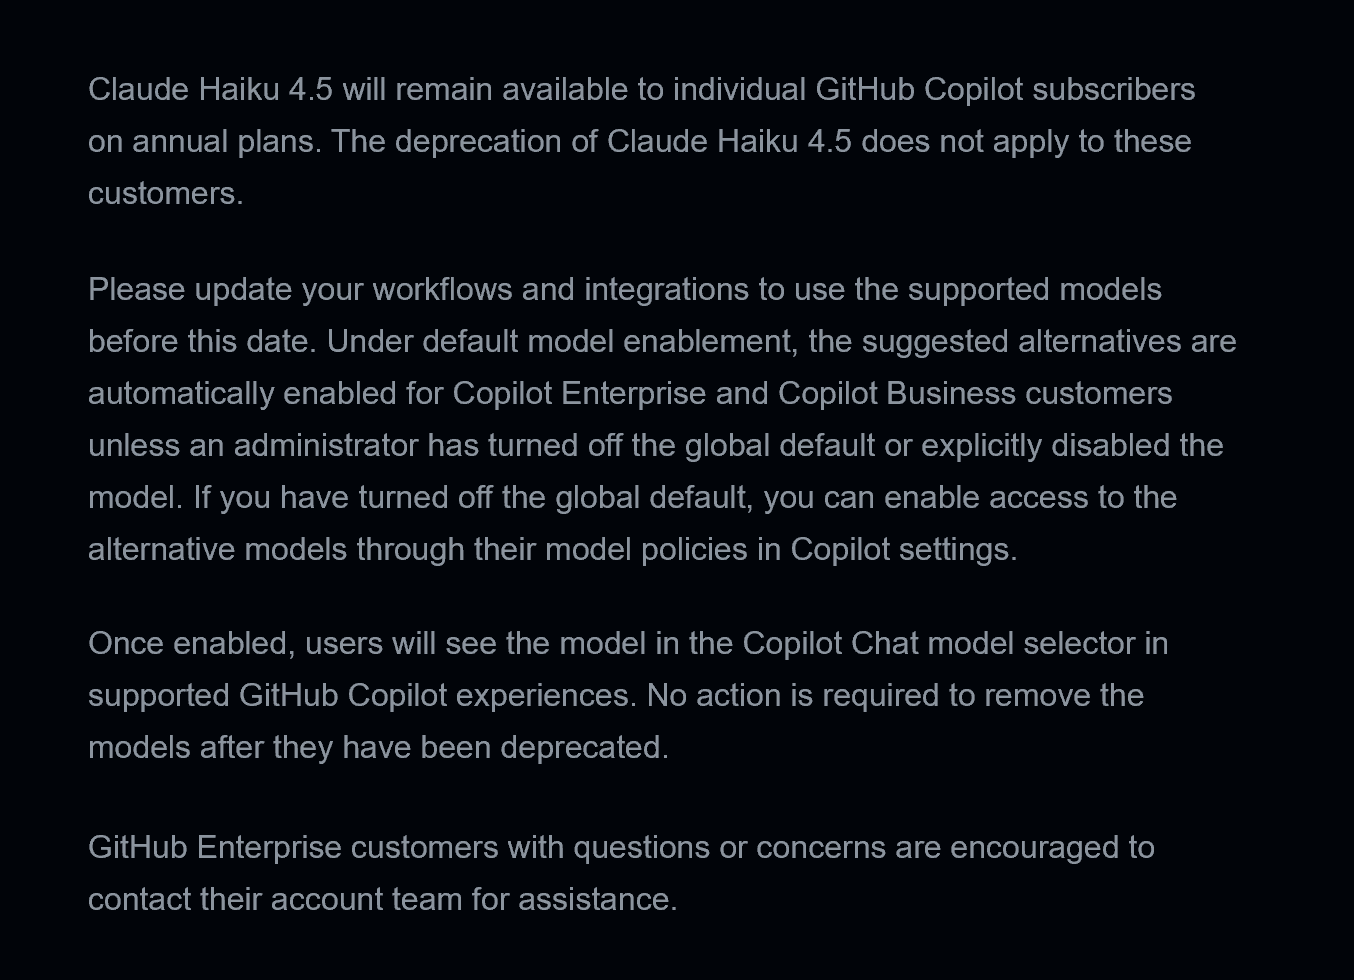 Claude Haiku 4.5 will remain available to individual GitHub Copilot subscribers
on annual plans. The deprecation of Claude Haiku 4.5 does not apply to these
customers.
Please update your workflows and integrations to use the supported models
before this date. Under default model enablement, the suggested alternatives are
automatically enabled for Copilot Enterprise and Copilot Business customers
unless an administrator has turned off the global default or explicitly disabled the
model. If you have turned off the global default, you can enable access to the
alternative models through their model policies in Copilot settings.
Once enabled, users will see the model in the Copilot Chat model selector in
supported GitHub Copilot experiences. No action is required to remove the
models after they have been deprecated.
GitHub Enterprise customers with questions or concerns are encouraged to
contact their account team for assistance.